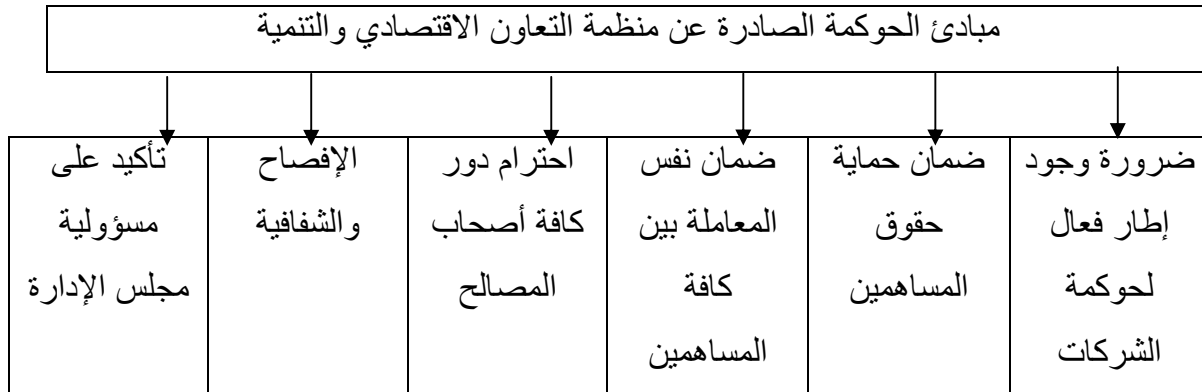 مبادئ الحوكمة الصادرة عن منظمة التعاون الاقتصادي والتنمية
ضرورة وجود
إطار فعال
لحوكمة
الشركات
ضمان حماية
حقوق
المساهمين
ضمان نفس
المعاملة بين
كافة
المساهمين
احترام دور
كافة أصحاب
المصالح
الإفصاح
والشفافية
تأكيد على
مسؤولية
مجلس الإدارة